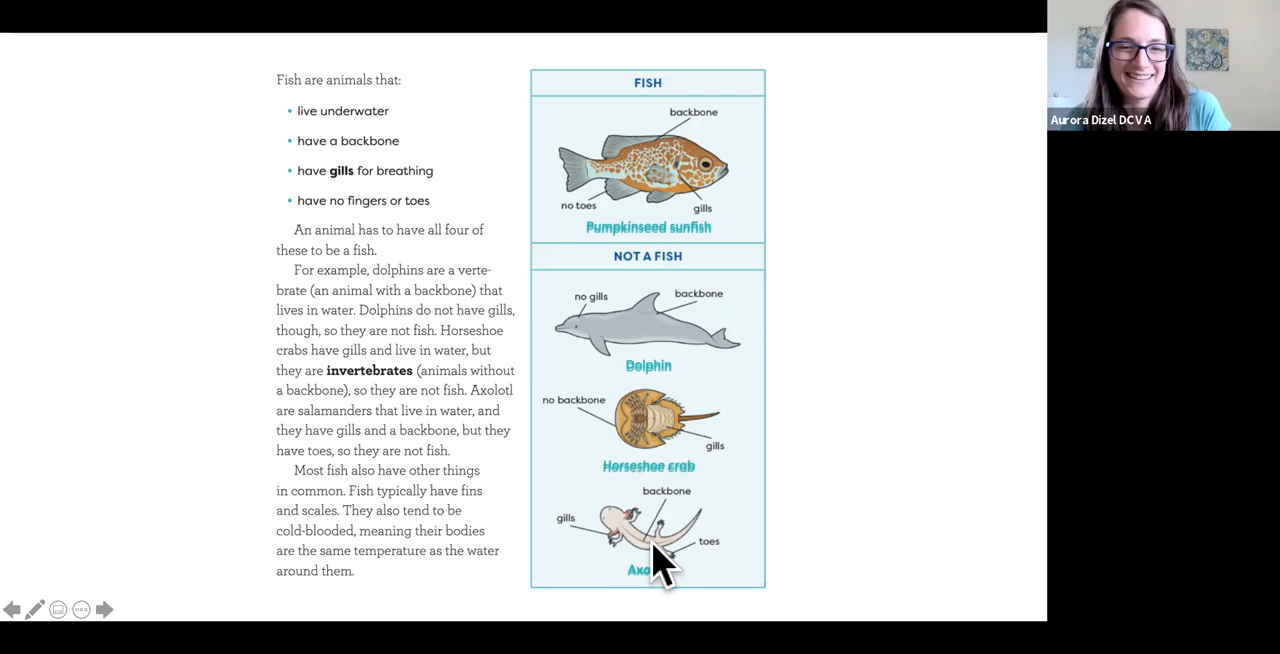 Fish are animals that:
• live underwater
• have a backbone
• have gills for breathing
• have no fingers or toes
An animal has to have all four of
these to be a fish.
For example, dolphins are a verte-
brate (an animal with a backbone) that
lives in water. Dolphins do not have gills,
though, so they are not fish. Horseshoe
crabs have gills and live in water, but
they are invertebrates (animals without
a backbone), so they are not fish. Axolotl
are salamanders that live in water, and
they have gills and a backbone, but they
have toes, so they are not fish.
Most fish also have other things
in common. Fish typically have fins
and scales. They also tend to be
cold-blooded, meaning their bodies
are the same temperature as the water
around them.
FISH
backbone
no toes
gills
Pumpkinseed sunfish
NOT A FISH
no gills
backbone
Dolphin
no backbone
gills
Horseshoe crab
backbone
gills
toes
Aurora Dizel DCVA